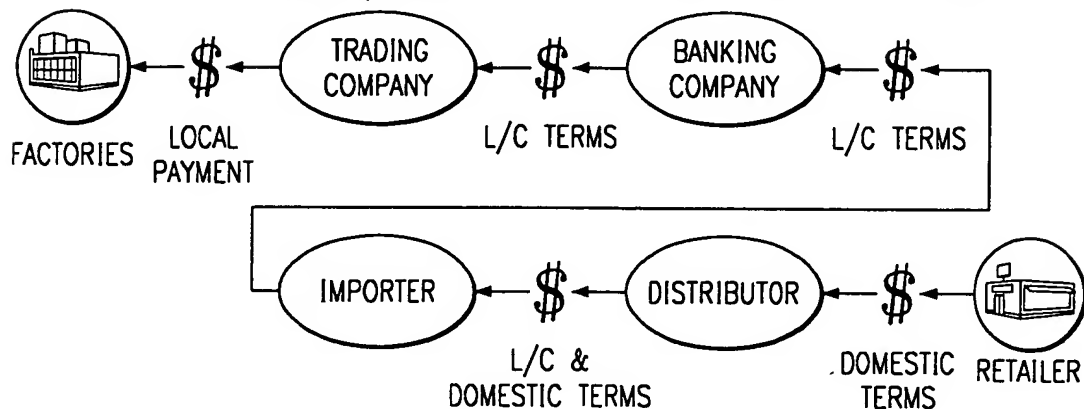 TRADING
COMPANY
BANKING
COMPANY
$
$
$
FACTORIES
LOCAL
PAYMENT
L/C TERMS
L/C TERMS
IMPORTER
$
DISTRIBUTOR
$
L/C &
DOMESTIC TERMS
DOMESTIC
TERMS
RETAILER